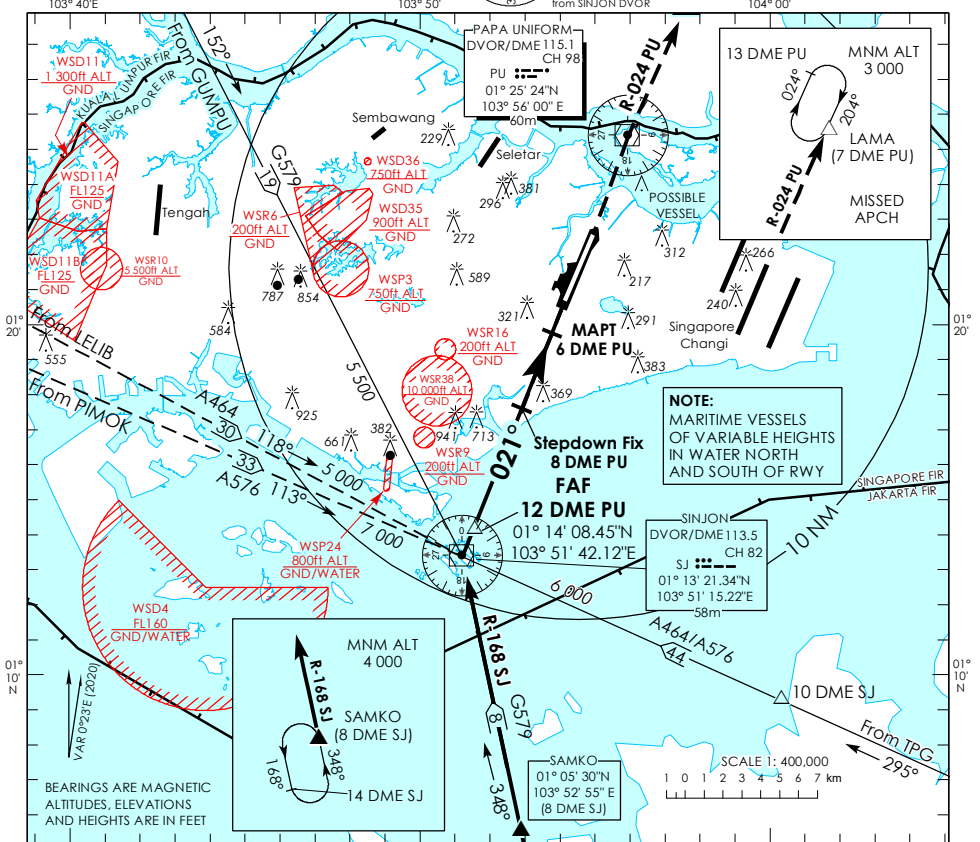 103° 40'E
103° 50'
from SINJON DVOR
104° 00'
WSD11
1 300ft ALT
GND
KUALA LUMPUR FIR
SINGAPORE FIR
From GUMPU
152°
PAPA UNIFORM
DVOR/DME 115.1
CH 98
PU
01° 25' 24"N
103° 56' 00" E
60m
R-024 PU
13 DME PU
MNM ALT
3 000
024°
204°
LAMA
(7 DME PU)
R-024 PU
MISSED
APCH
Sembawang
229
Seletar
27
9
18
WSD36
750ft ALT
GND
G579
19
WSD11A
FL125
GND
Tengah
WSR6
200ft ALT
GND
WSD35
900ft ALT
GND
296
381
POSSIBLE
VESSEL
272
312
266
WSD11B
FL125
GND
WSR10
5 500ft ALT
GND
787
854
WSP3
750ft ALT
GND
589
217
240
01°
20'
584
321
291
Singapore
Changi
01°
20'
From LELIB
555
WSR16
200ft ALT
GND
MAPT
6 DME PU
383
From PIMOK
5 500
WSR38
10 000ft ALT
GND
369
A464
30
925
NOTE:
MARITIME VESSELS
OF VARIABLE HEIGHTS
IN WATER NORTH
AND SOUTH OF RWY
118°
5 000
661
382
941
713
WSR9
200ft ALT
GND
021°
Stepdown Fix
8 DME PU
33
A576
113°
7 000
FAF
12 DME PU
01° 14' 08.45"N
103° 51' 42.12"E
SINGAPORE FIR
JAKARTA FIR
10 NM
WSP24
800ft ALT
GND/WATER
0
27
9
18
SINJON
DVOR/DME 113.5
CH 82
SJ
01° 13' 21.34"N
103° 51' 15.22"E
58m
6 000
WSD4
FL160
GND/WATER
A464/A576
44
01°
10'
N
MNM ALT
4 000
R-168 SJ
SAMKO
(8 DME SJ)
168°
348°
14 DME SJ
R-168 SJ
G579
8
348°
10 DME SJ
01°
10'
N
From TPG
295°
VAR 0°23'E (2020)
SAMKO
01° 05' 30"N
103° 52' 55" E
(8 DME SJ)
SCALE 1: 400,000
1 0 1 2 3 4 5 6 7 km
BEARINGS ARE MAGNETIC
ALTITUDES, ELEVATIONS
AND HEIGHTS ARE IN FEET